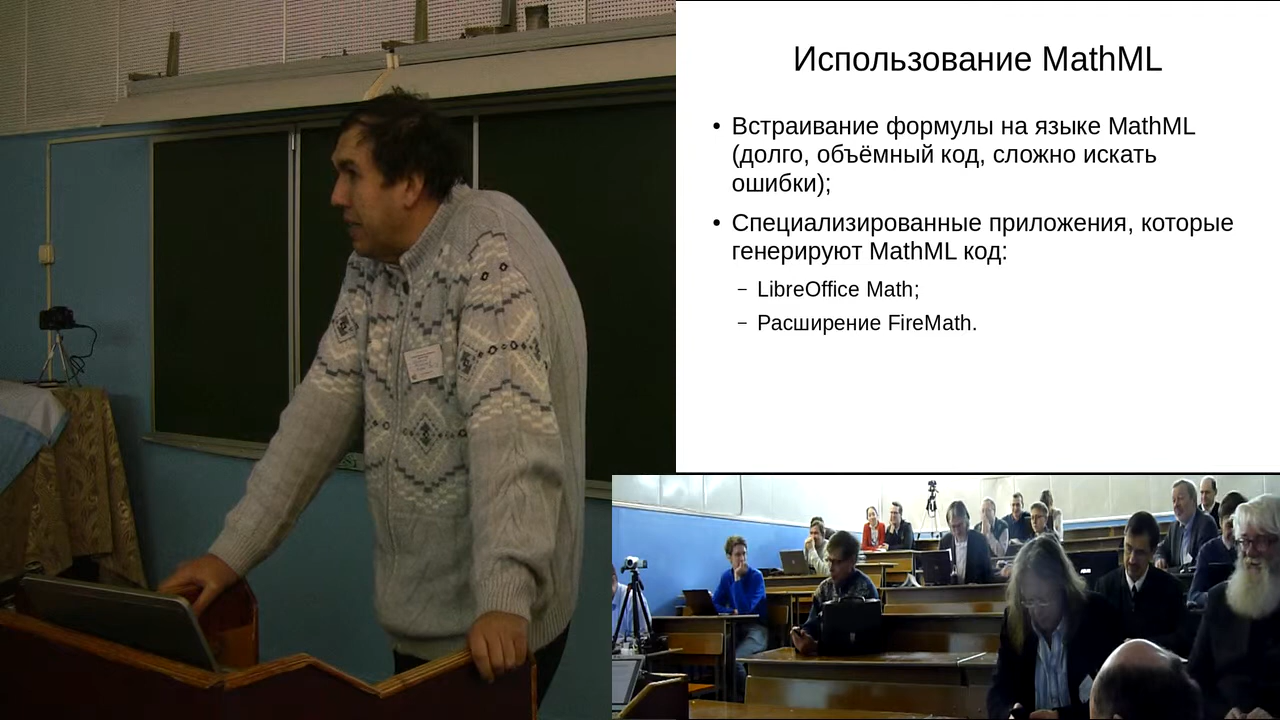 Использование MathML
• Встраивание формулы на языке MathML
(долго, объёмный код, сложно искать
ошибки);
• Специализированные приложения, которые
генерируют MathML код:
– LibreOffice Math;
– Расширение FireMath.